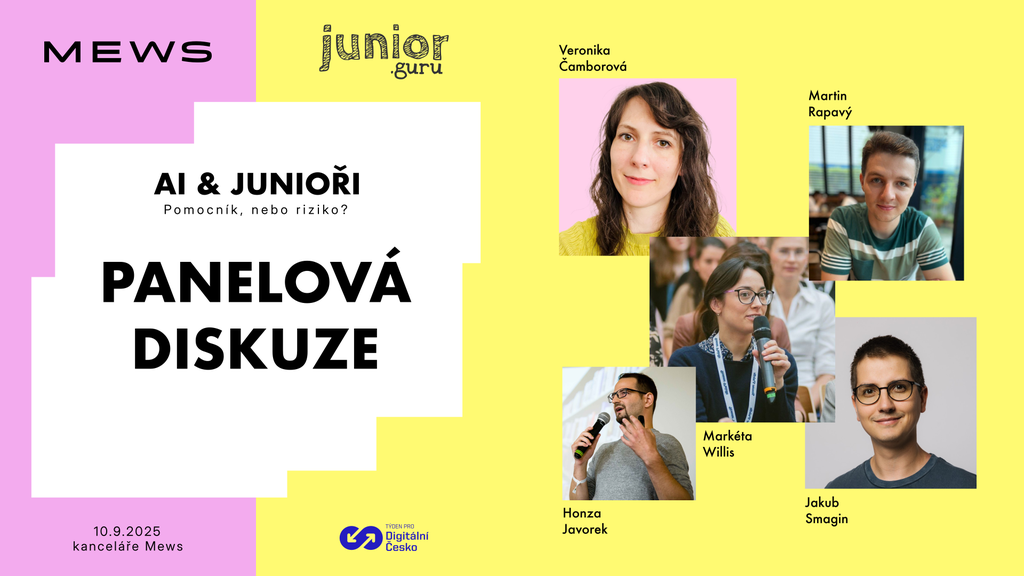 MEWS
junior
.guru
AI & JUNIOŘI
Pomocník, nebo riziko?
PANELOVÁ
DISKUZE
10.9.2025
kanceláře Mews
TÝDEN PRO
Digitální
Česko
Veronika
Čamborová
Martin
Rapavý
Markéta
Willis
Honza
Javorek
Jakub
Smagin